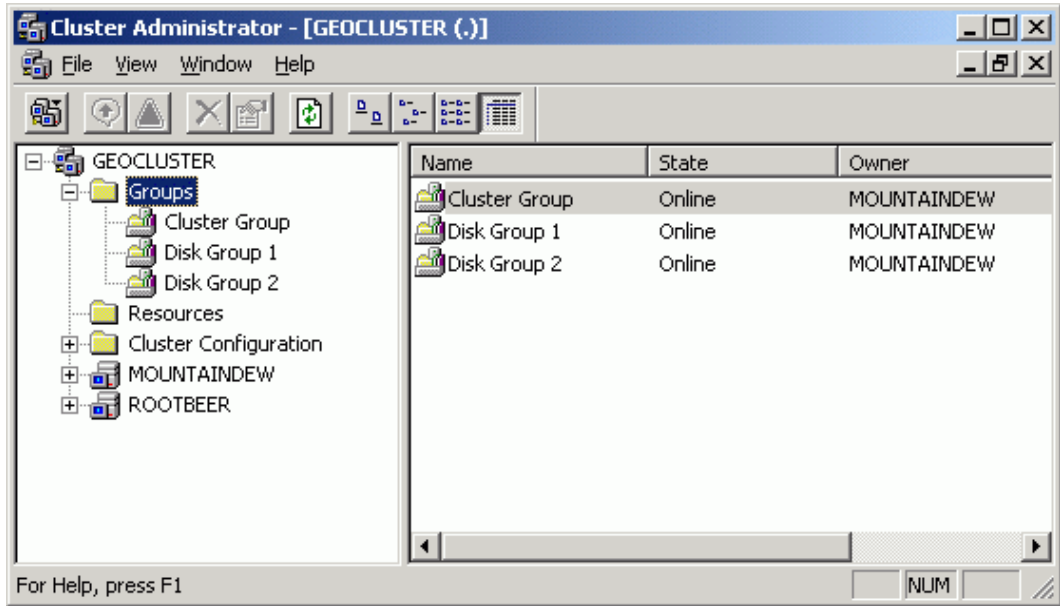 Cluster Administrator - [GEOCLUSTER (.)]
File View Window Help
GEOCLUSTER
Groups
Cluster Group
Disk Group 1
Disk Group 2
Resources
Cluster Configuration
MOUNTAINDEW
ROOTBEER
Name State Owner
Cluster Group Online MOUNTAINDEW
Disk Group 1 Online MOUNTAINDEW
Disk Group 2 Online MOUNTAINDEW
For Help, press F1 NUM